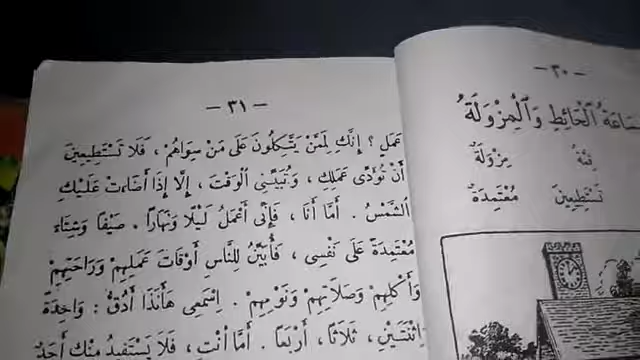 — ٣٠ —
سَاعَةُ الْحَائِطِ وَالْمِزْوَلَةُ
فِئَةُ مِزْوَلَةٌ
تَسْتَطِيعِينَ مُعْتَمِدَةٌ
— ٣١ —
عَمَلٍ ؟ إِنَّكِ لَمِمَّنْ يَتَّكِلُونَ عَلَى مَنْ سِوَاهُمْ ، فَلَا تَسْتَطِيعِينَ
أَنْ تُؤَدِّى عَمَلَكِ ، وَتُبَيِّنِى الْوَقْتَ ، إِلَّا إِذَا أَضَاءَتْ عَلَيْكِ
الشَّمْسُ . أَمَّا أَنَا ، فَإِنِّى أَعْمَلُ لَيْلًا وَنَهَارًا . صَيْفًا وَشِتَاءً
مُعْتَمِدَةً عَلَى نَفْسِى ، فَأُبَيِّنُ لِلنَّاسِ أَوْقَاتَ عَمَلِهِمْ وَرَاحَتِهِمْ
وَأَكْلِهِمْ وَصَلَاتِهِمْ وَنَوْمِهِمْ . اِسْمَعِى هَأَنَذَا أَدُقُّ : وَاحِدَةً
اِثْنَتَيْنِ ، ثَلَاثًا ، أَرْبَعًا . أَمَّا أَنْتِ ، فَلَا يَسْتَفِيدُ مِنْكِ أَحَدٌ